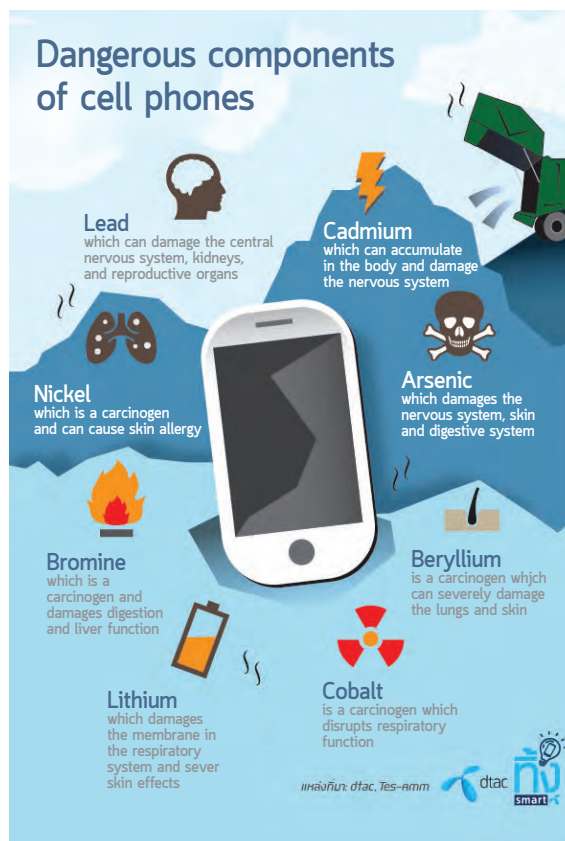 Dangerous components
of cell phones
Lead
which can damage the central
nervous system, kidneys,
and reproductive organs
Cadmium
which can accumulate
in the body and damage
the nervous system
Nickel
which is a carcinogen
and can cause skin allergy
Arsenic
which damages the
nervous system, skin
and digestive system
Bromine
which is a
carcinogen and
damages digestion
and liver function
Beryllium
is a carcinogen whjch
can severely damage
the lungs and skin
Lithium
which damages
the membrane in
the respiratory
system and sever
skin effects
Cobalt
is a carcinogen which
disrupts respiratory
function
แหล่งที่มา: dtac, Tes-Amm
dtac
ทิ้ง
smart